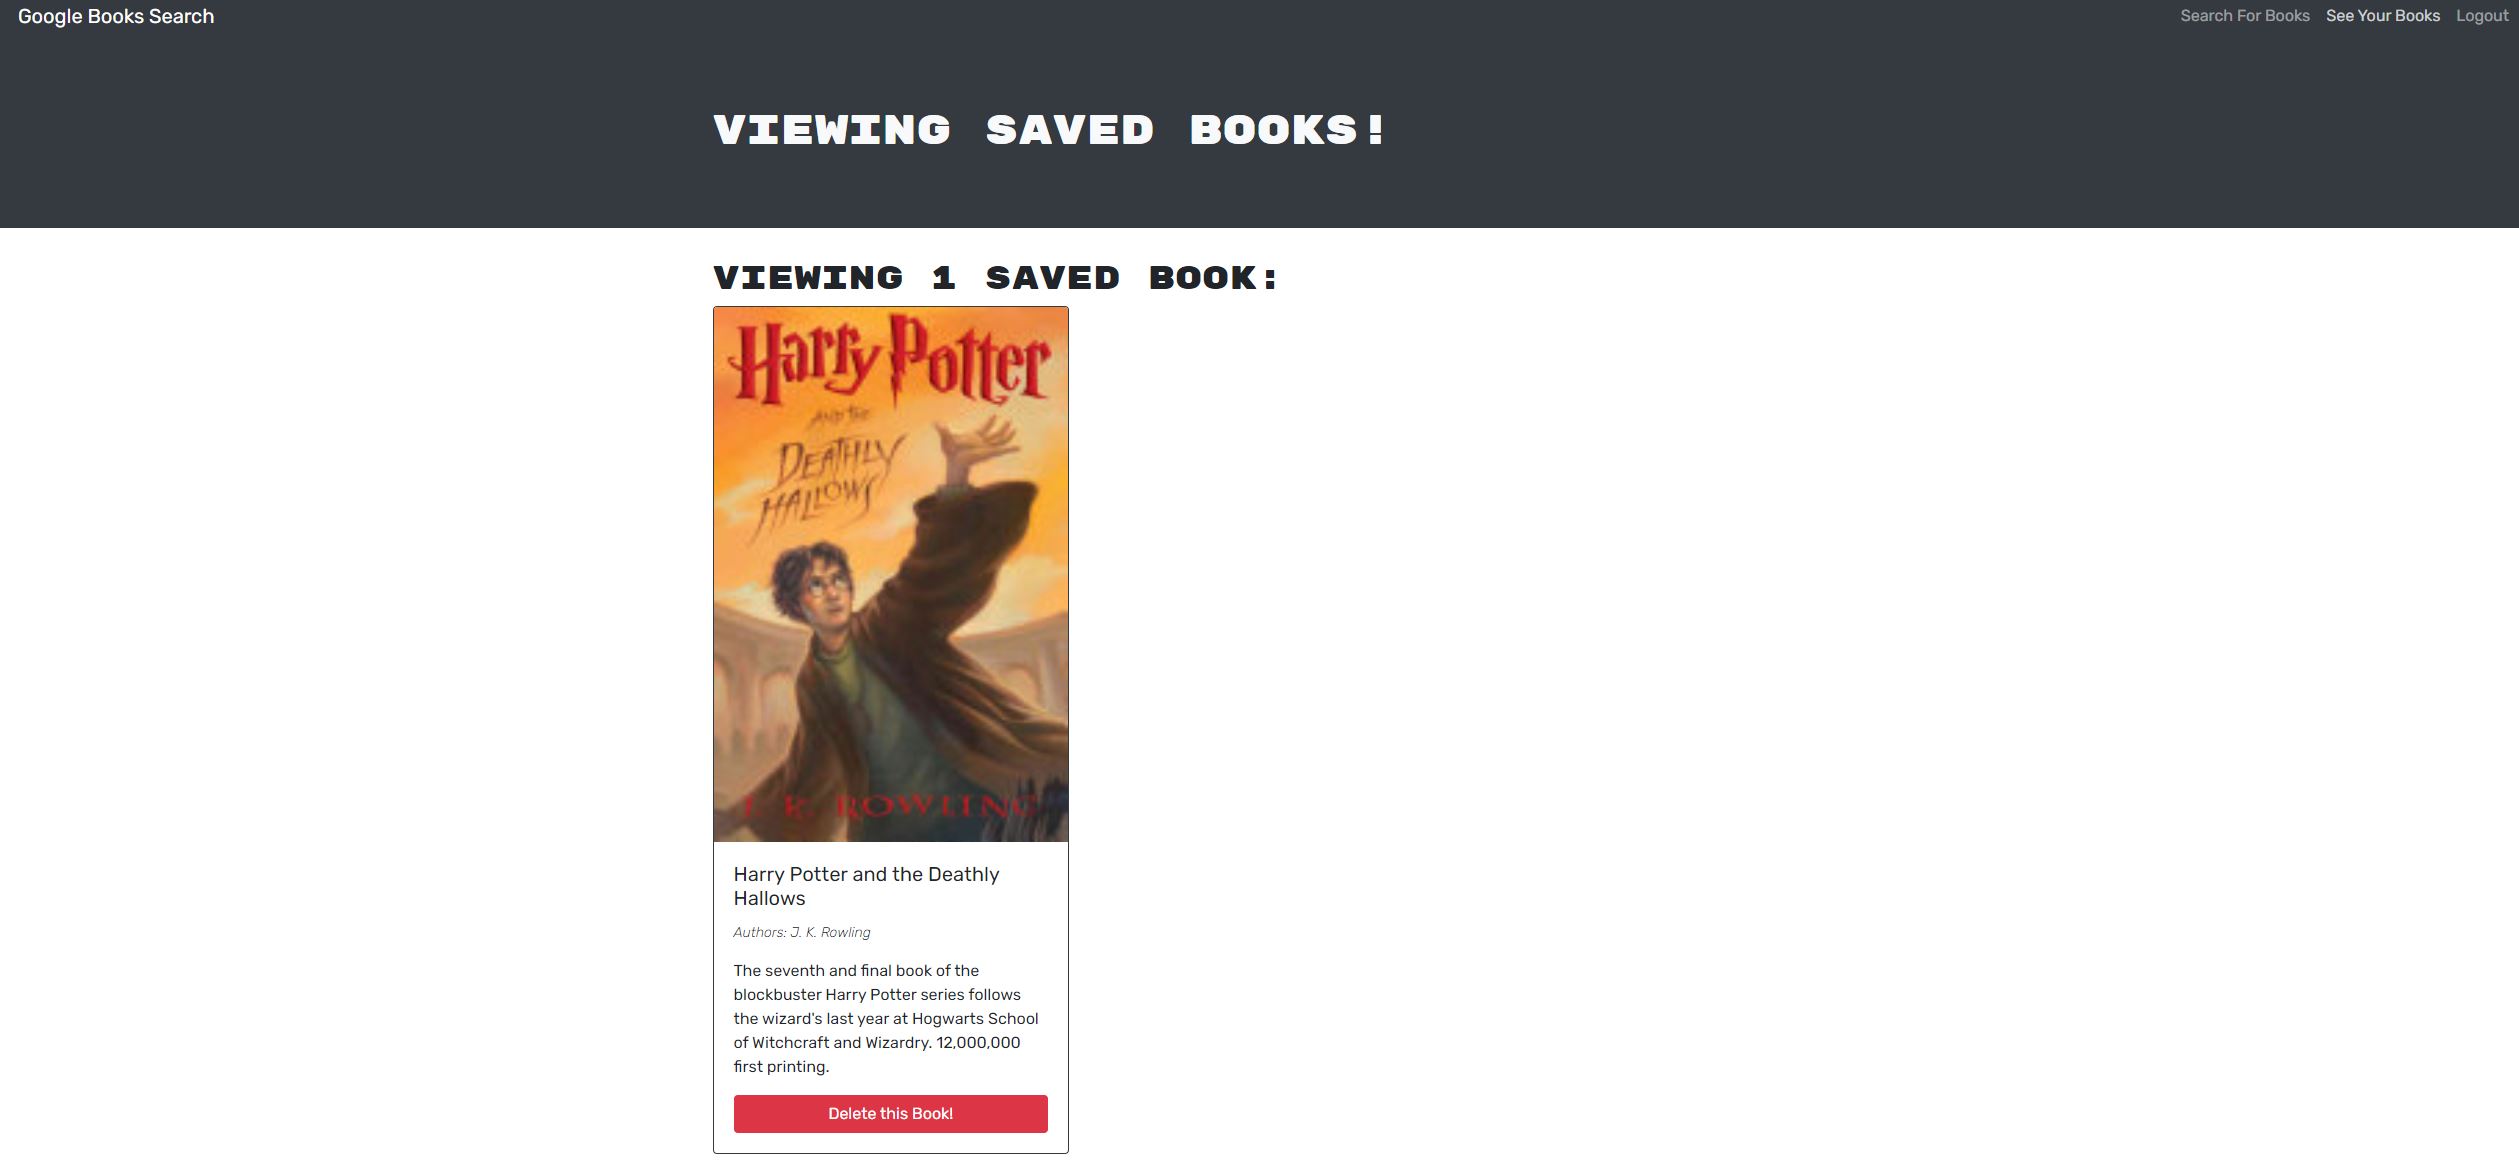 Google Books Search
Search For Books See Your Books Logout
VIEWING SAVED BOOKS!
VIEWING 1 SAVED BOOK:
Harry Potter
AND THE
DEATHLY
HALLOWS
J. K. ROWLING
Harry Potter and the Deathly
Hallows
Authors: J. K. Rowling
The seventh and final book of the
blockbuster Harry Potter series follows
the wizard's last year at Hogwarts School
of Witchcraft and Wizardry. 12,000,000
first printing.
Delete this Book!